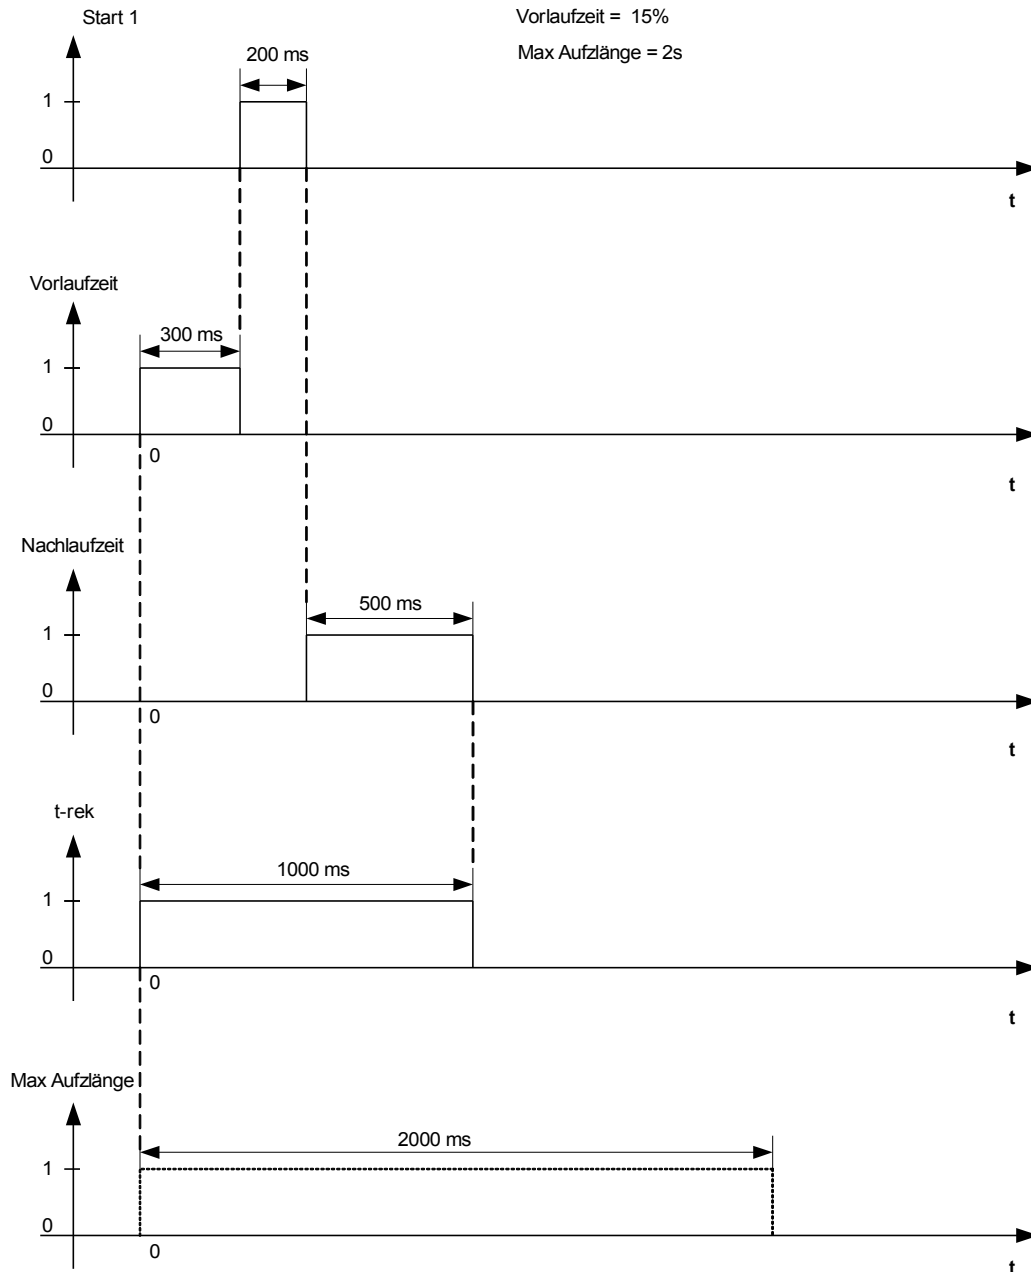 Start 1
Vorlaufzeit = 15%
Max Aufzlänge = 2s
200 ms
1
0
t
Vorlaufzeit
300 ms
1
0
0
t
Nachlaufzeit
500 ms
1
0
0
t
t-rek
1000 ms
1
0
0
t
Max Aufzlänge
2000 ms
1
0
0
t